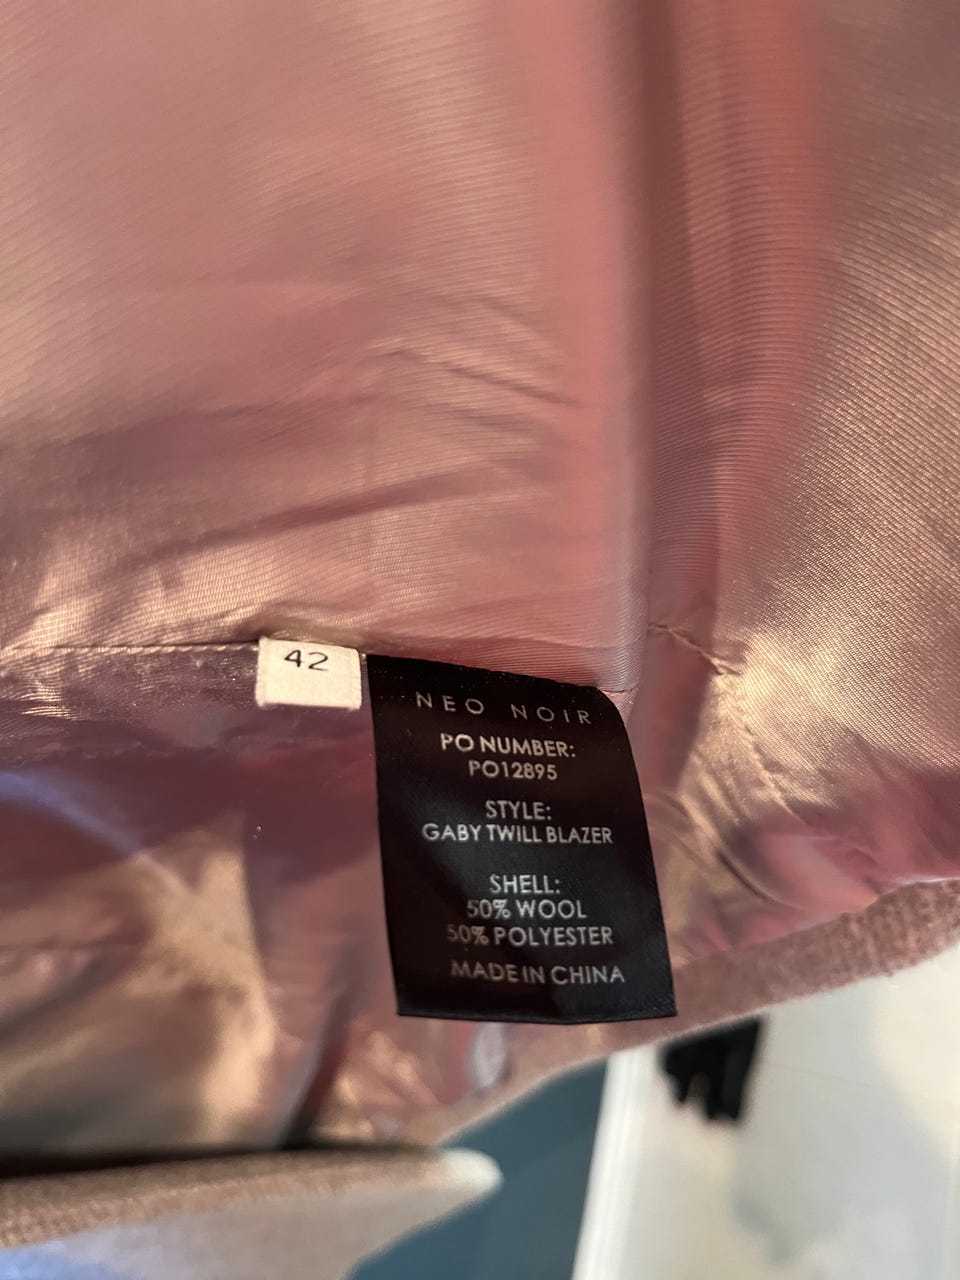 42
NEO NOIR
PO NUMBER:
PO12895
STYLE:
GABY TWILL BLAZER
SHELL:
50% WOOL
50% POLYESTER
MADE IN CHINA